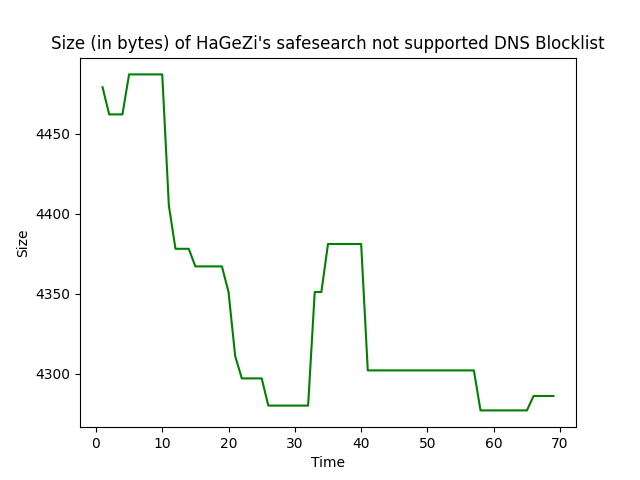 Size (in bytes) of HaGeZi's safesearch not supported DNS Blocklist
Size
4450
4400
4350
4300
0 10 20 30 40 50 60 70
Time